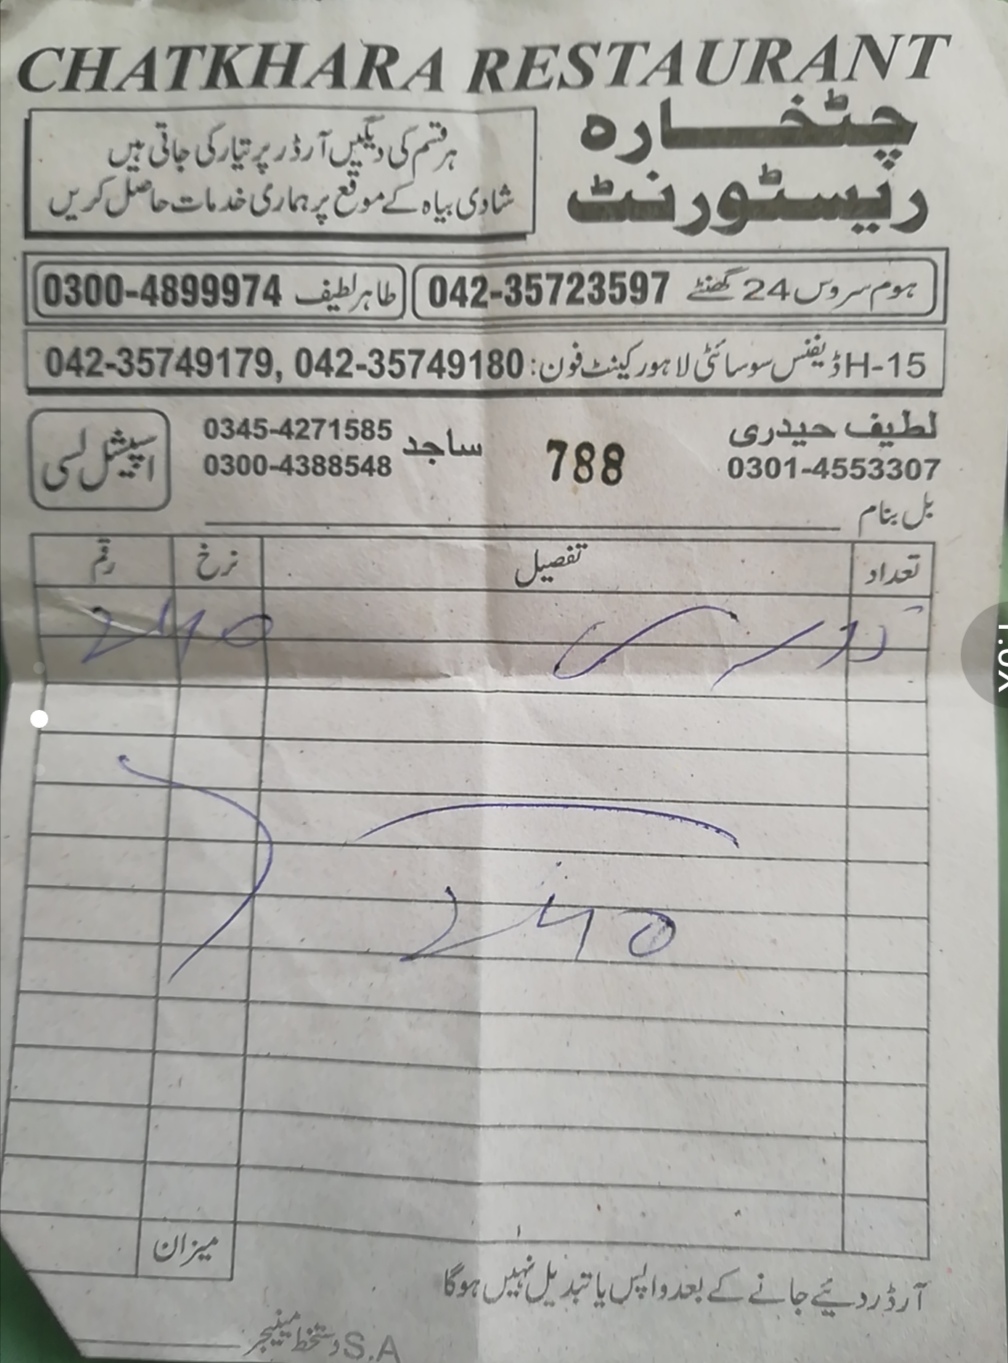 CHATKHARA RESTAURANT
چٹخارہ
ریسٹورنٹ
ہر قسم کی دیگیں آرڈر پر تیار کی جاتی ہیں
شادی بیاہ کے موقع پر ہماری خدمات حاصل کریں
ہوم سروس 24 گھنٹے 042-35723597
طاہر لطیف 0300-4899974
H-15 ڈیفنس سوسائٹی لاہور کینٹ فون: 042-35749179, 042-35749180
لطیف حیدری
0301-4553307
788
ساجد 0345-4271585
0300-4388548
اسپیشل لسی
بل بنام
تعداد تفصیل نرخ رقم
240
240
میزان
آرڈر دئیے جانے کے بعد واپس یا تبدیل نہیں ہوگا
دستخط مینیجر
S.A
1.0x